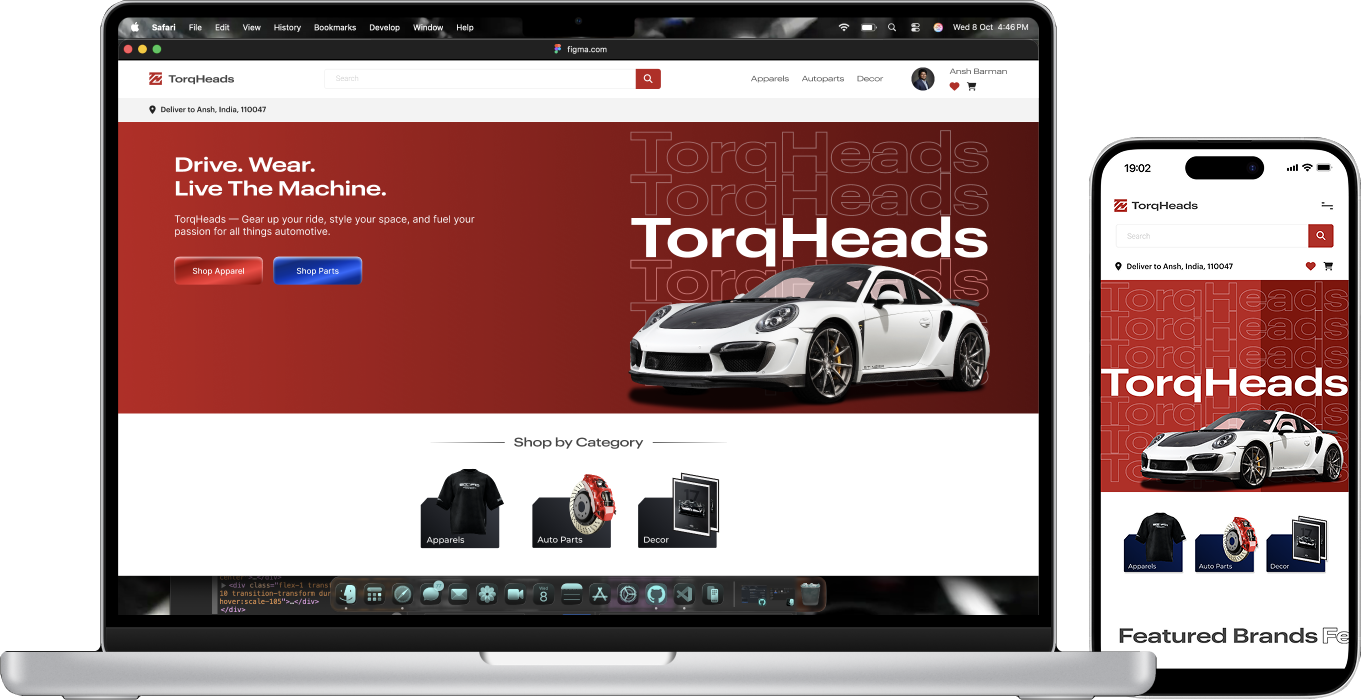 Safari File Edit View History Bookmarks Develop Window Help
Wed 8 Oct 4:46 PM
figma.com
TorqHeads
Search
Apparels Autoparts Decor
Ansh Barman
Deliver to Ansh, India, 110047
Drive. Wear.
Live The Machine.
TorqHeads — Gear up your ride, style your space, and fuel your
passion for all things automotive.
Shop Apparel
Shop Parts
TorqHeads
TorqHeads
TorqHeads
TorqHeads
Shop by Category
Apparels
Auto Parts
Decor
<div class="flex-1 transf
10 transition-transform dur
hover:scale-105">…</div>
</div>
8
19:02
TorqHeads
Search
Deliver to Ansh, India, 110047
TorqHeads
TorqHeads
TorqHeads
TorqHeads
TorqHeads
Apparels
Auto Parts
Decor
Featured Brands Fe